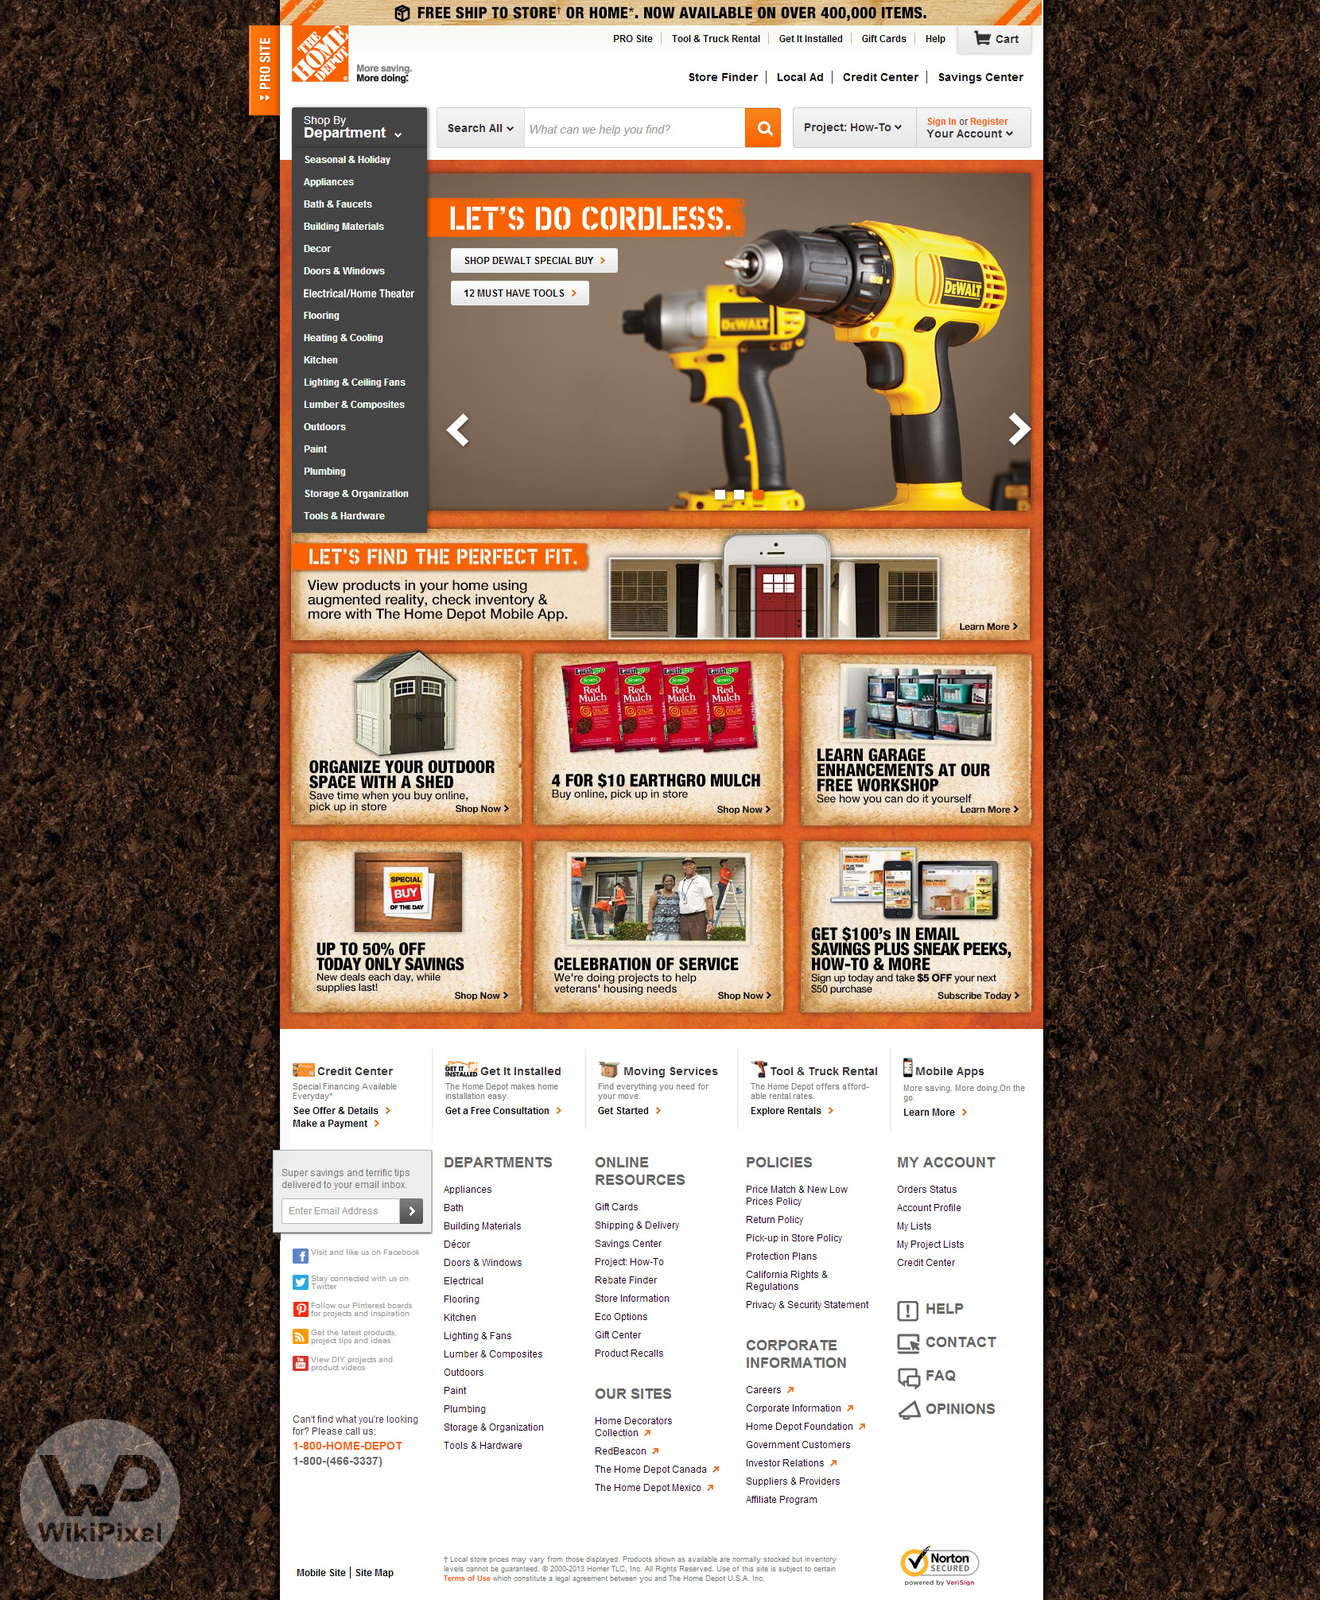 FREE SHIP TO STORE† OR HOME*. NOW AVAILABLE ON OVER 400,000 ITEMS.
PRO SITE
THE HOME DEPOT
More saving.
More doing.
PRO Site
Tool & Truck Rental
Get It Installed
Gift Cards
Help
Cart
Store Finder
Local Ad
Credit Center
Savings Center
Shop By
Department
Search All
What can we help you find?
Project: How-To
Sign In or Register
Your Account
Seasonal & Holiday
Appliances
Bath & Faucets
Building Materials
Decor
Doors & Windows
Electrical/Home Theater
Flooring
Heating & Cooling
Kitchen
Lighting & Ceiling Fans
Lumber & Composites
Outdoors
Paint
Plumbing
Storage & Organization
Tools & Hardware
LET'S DO CORDLESS.
SHOP DEWALT SPECIAL BUY
12 MUST HAVE TOOLS
DEWALT
DEWALT
LET'S FIND THE PERFECT FIT.
View products in your home using
augmented reality, check inventory &
more with The Home Depot Mobile App.
Learn More
ORGANIZE YOUR OUTDOOR
SPACE WITH A SHED
Save time when you buy online,
pick up in store
Shop Now
Earthgro Earthgro Earthgro Earthgro
Scotts Scotts Scotts Scotts
Red Mulch Red Mulch Red Mulch Red Mulch
4 FOR $10 EARTHGRO MULCH
Buy online, pick up in store
Shop Now
LEARN GARAGE
ENHANCEMENTS AT OUR
FREE WORKSHOP
See how you can do it yourself
Learn More
SPECIAL
BUY
OF THE DAY
UP TO 50% OFF
TODAY ONLY SAVINGS
New deals each day, while
supplies last!
Shop Now
CELEBRATION OF SERVICE
We're doing projects to help
veterans' housing needs
Shop Now
GET $100's IN EMAIL
SAVINGS PLUS SNEAK PEEKS,
HOW-TO & MORE
Sign up today and take $5 OFF your next
$50 purchase
Subscribe Today
Credit Center
Special Financing Available
Everyday*
See Offer & Details
Make a Payment
GET IT
INSTALLED
Get It Installed
The Home Depot makes home
installation easy.
Get a Free Consultation
Moving Services
Find everything you need for
your move.
Get Started
Tool & Truck Rental
The Home Depot offers afford-
able rental rates.
Explore Rentals
Mobile Apps
More saving. More doing.On the
go.
Learn More
Super savings and terrific tips
delivered to your email inbox.
Enter Email Address
Visit and like us on Facebook
Stay connected with us on
Twitter
Follow our Pinterest boards
for projects and inspiration
Get the latest products,
project tips and ideas
View DIY projects and
product videos
Can't find what you're looking
for? Please call us:
1-800-HOME-DEPOT
1-800-(466-3337)
DEPARTMENTS
Appliances
Bath
Building Materials
Décor
Doors & Windows
Electrical
Flooring
Kitchen
Lighting & Fans
Lumber & Composites
Outdoors
Paint
Plumbing
Storage & Organization
Tools & Hardware
ONLINE
RESOURCES
Gift Cards
Shipping & Delivery
Savings Center
Project: How-To
Rebate Finder
Store Information
Eco Options
Gift Center
Product Recalls
OUR SITES
Home Decorators
Collection
RedBeacon
The Home Depot Canada
The Home Depot Mexico
POLICIES
Price Match & New Low
Prices Policy
Return Policy
Pick-up in Store Policy
Protection Plans
California Rights &
Regulations
Privacy & Security Statement
CORPORATE
INFORMATION
Careers
Corporate Information
Home Depot Foundation
Government Customers
Investor Relations
Suppliers & Providers
Affiliate Program
MY ACCOUNT
Orders Status
Account Profile
My Lists
My Project Lists
Credit Center
HELP
CONTACT
FAQ
OPINIONS
WikiPixel
Mobile Site | Site Map
† Local store prices may vary from those displayed. Products shown as available are normally stocked but inventory
levels cannot be guaranteed. © 2000-2013 Homer TLC, Inc. All Rights Reserved. Use of this site is subject to certain
Terms of Use which constitute a legal agreement between you and The Home Depot U.S.A. Inc.
Norton
SECURED
powered by VeriSign